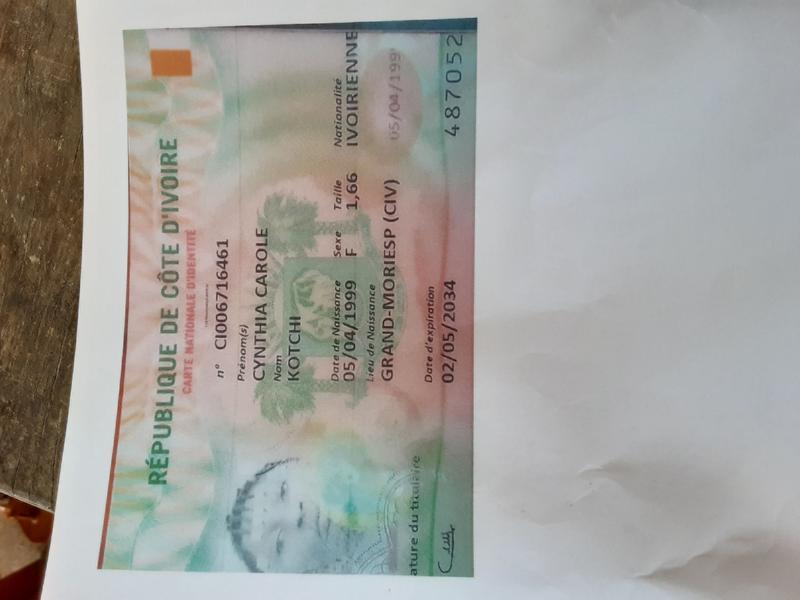 RÉPUBLIQUE DE CÔTE D'IVOIRE
CARTE NATIONALE D'IDENTITÉ
n° CI006716461
Prénom(s)
CYNTHIA CAROLE
Nom
KOTCHI
Date de Naissance Sexe Taille Nationalité
05/04/1999 F 1,66 IVOIRIENNE
Lieu de Naissance
GRAND-MORIESP (CIV)
05/04/199
Date d'expiration
02/05/2034
487052
ature du titulaire